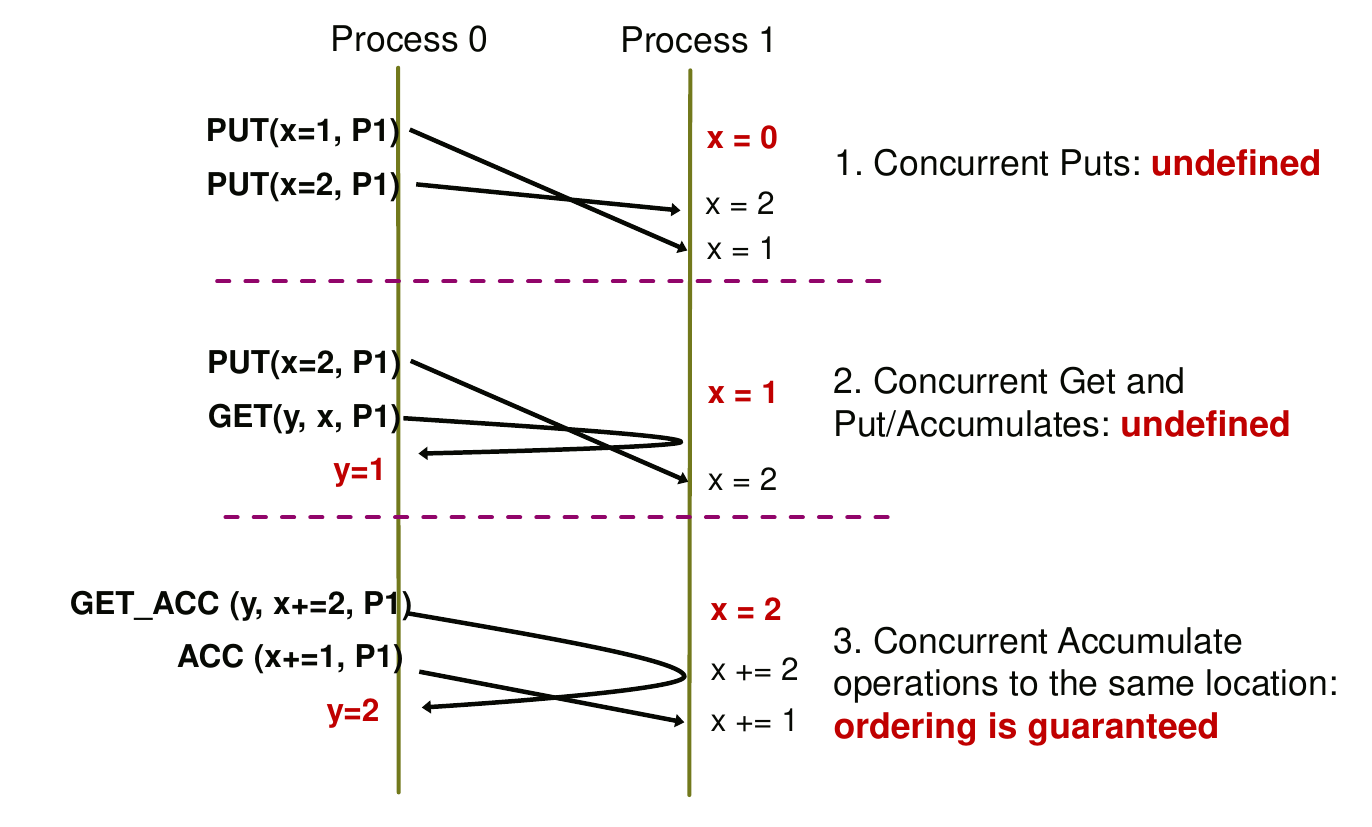 Process 0
Process 1
PUT(x=1, P1)
x = 0
1. Concurrent Puts: undefined
PUT(x=2, P1)
x = 2
x = 1
PUT(x=2, P1)
x = 1
2. Concurrent Get and
Put/Accumulates: undefined
GET(y, x, P1)
y=1
x = 2
GET_ACC (y, x+=2, P1)
x = 2
3. Concurrent Accumulate
operations to the same location:
ordering is guaranteed
ACC (x+=1, P1)
x += 2
y=2
x += 1